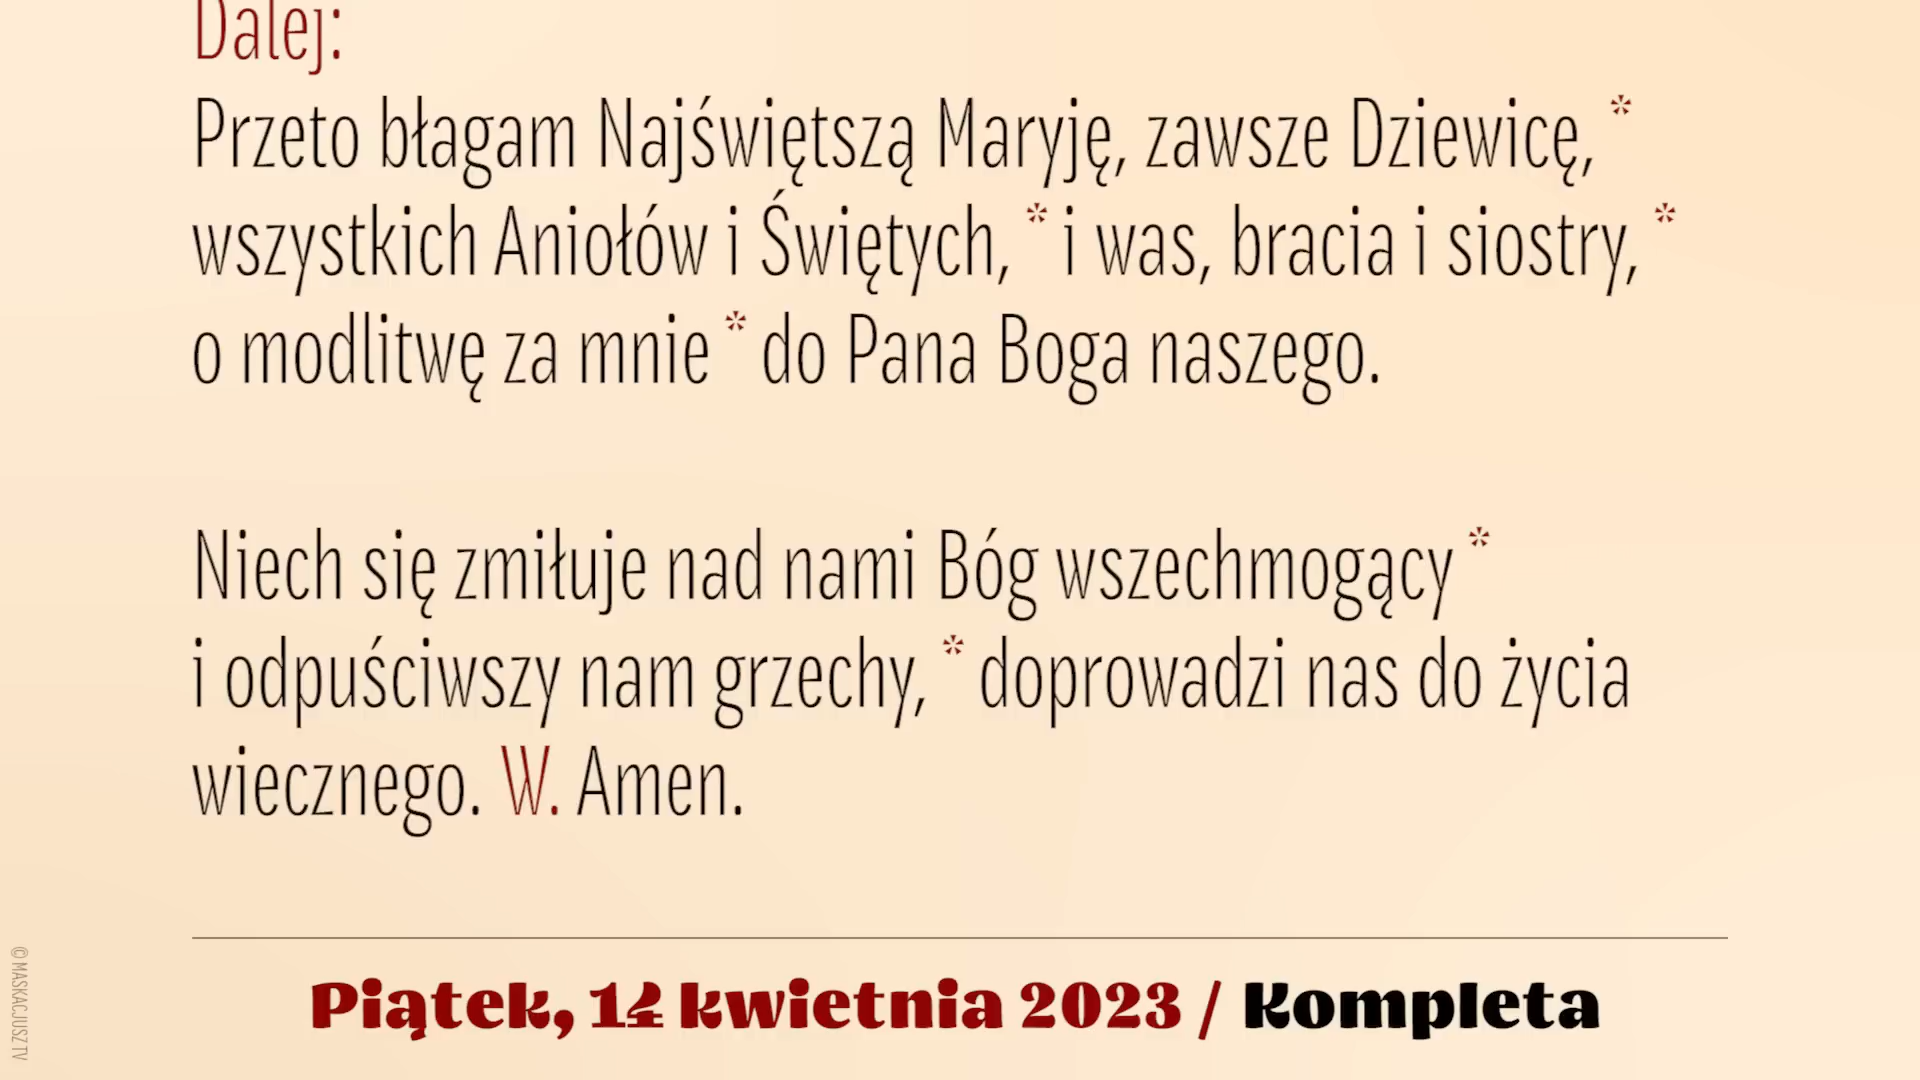 Dalej:
Przeto błagam Najświętszą Maryję, zawsze Dziewicę, *
wszystkich Aniołów i Świętych, * i was, bracia i siostry, *
o modlitwę za mnie * do Pana Boga naszego.
Niech się zmiłuje nad nami Bóg wszechmogący *
i odpuściwszy nam grzechy, * doprowadzi nas do życia
wiecznego. W. Amen.
Piątek, 14 kwietnia 2023 / Kompleta
© MASKACJUSZ TV